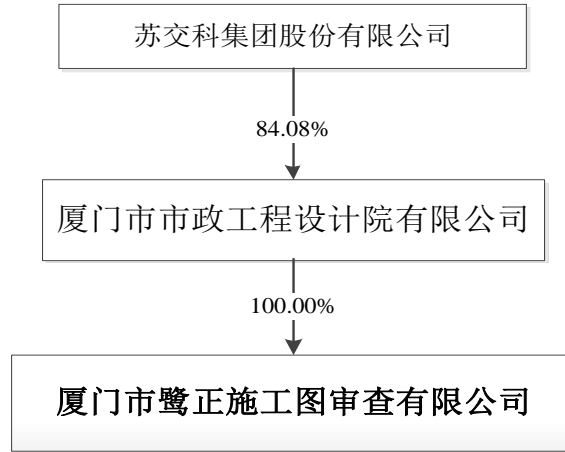 苏交科集团股份有限公司
84.08%
厦门市市政工程设计院有限公司
100.00%
厦门市鹭正施工图审查有限公司